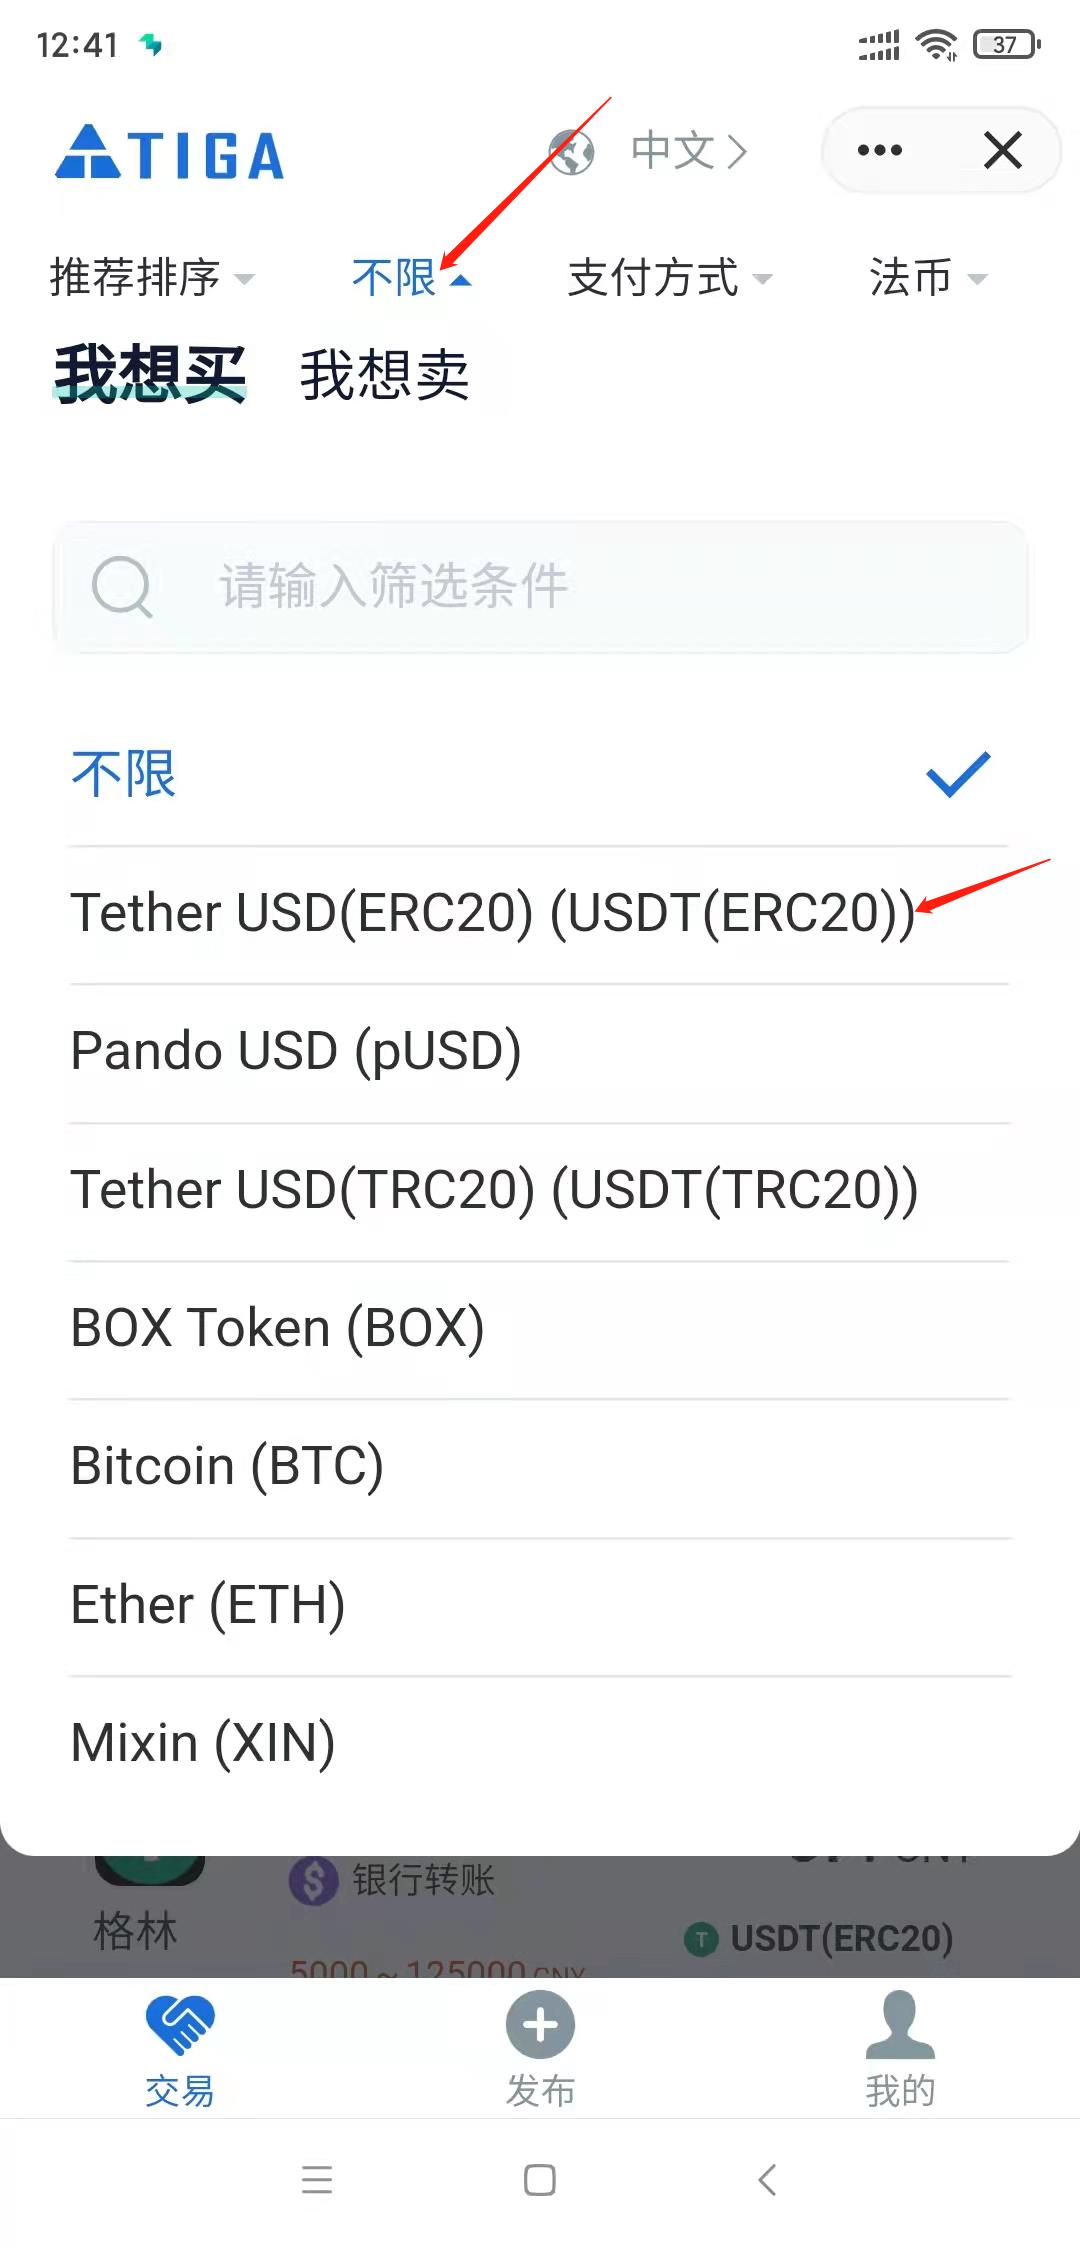 12:41
37
TIGA
中文
推荐排序 不限 支付方式 法币
我想买 我想卖
请输入筛选条件
不限
Tether USD(ERC20) (USDT(ERC20))
Pando USD (pUSD)
Tether USD(TRC20) (USDT(TRC20))
BOX Token (BOX)
Bitcoin (BTC)
Ether (ETH)
Mixin (XIN)
银行转账
格林
USDT(ERC20)
5000 ~ 125000 CNY
交易 发布 我的